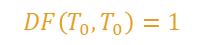 DF(T₀, T₀) = 1